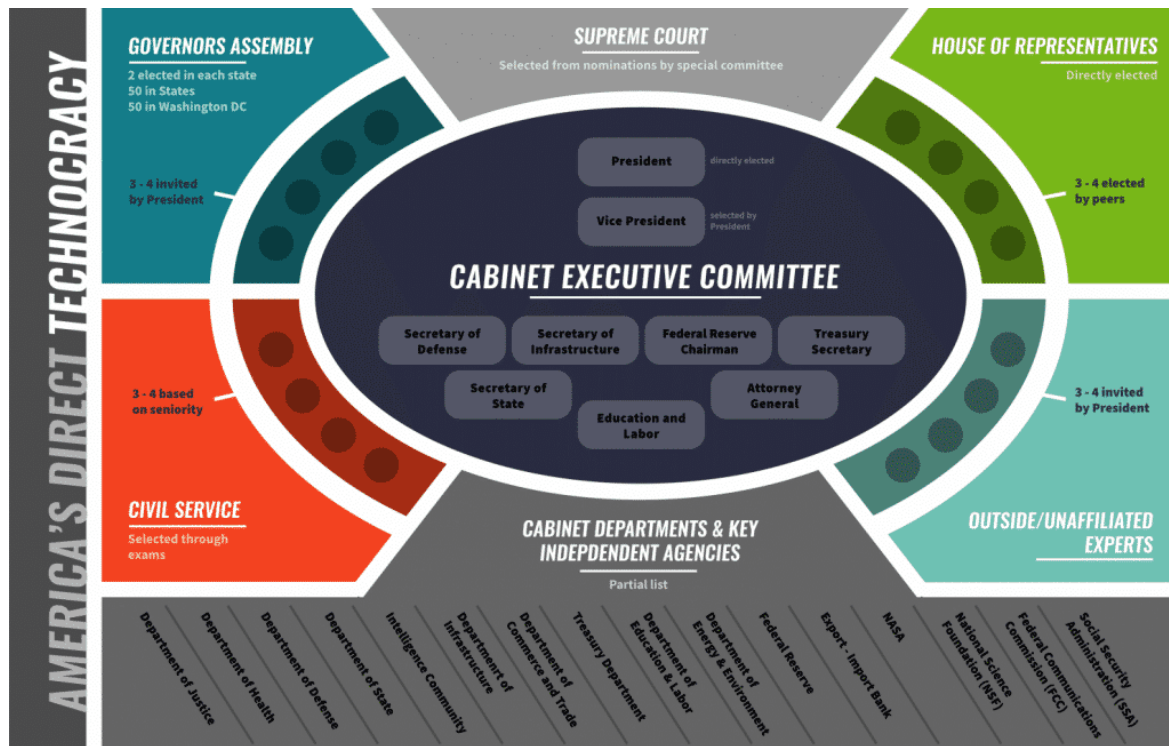 AMERICA'S DIRECT TECHNOCRACY
GOVERNORS ASSEMBLY
2 elected in each state
50 in States
50 in Washington DC
3 - 4 invited
by President
SUPREME COURT
Selected from nominations by special committee
HOUSE OF REPRESENTATIVES
Directly elected
3 - 4 elected
by peers
President
directly elected
Vice President
selected by
President
CABINET EXECUTIVE COMMITTEE
Secretary of
Defense
Secretary of
Infrastructure
Federal Reserve
Chairman
Treasury
Secretary
Secretary of
State
Attorney
General
Education and
Labor
3 - 4 based
on seniority
CIVIL SERVICE
Selected through
exams
3 - 4 invited
by President
OUTSIDE/UNAFFILIATED
EXPERTS
CABINET DEPARTMENTS & KEY
INDEPDENDENT AGENCIES
Partial list
Department of Justice
Department of Health
Department of Defense
Department of State
Intelligence Community
Departmenrt of
Infrastructure
Department of
Commerce and Trade
Treasury Department
Department of
Education & Labor
Department of
Energy & Environment
Federal Reserve
Export - Import Bank
NASA
National Science
Foundation (NSF)
Federal Communications
Commission (FCC)
Social Security
Administration (SSA)